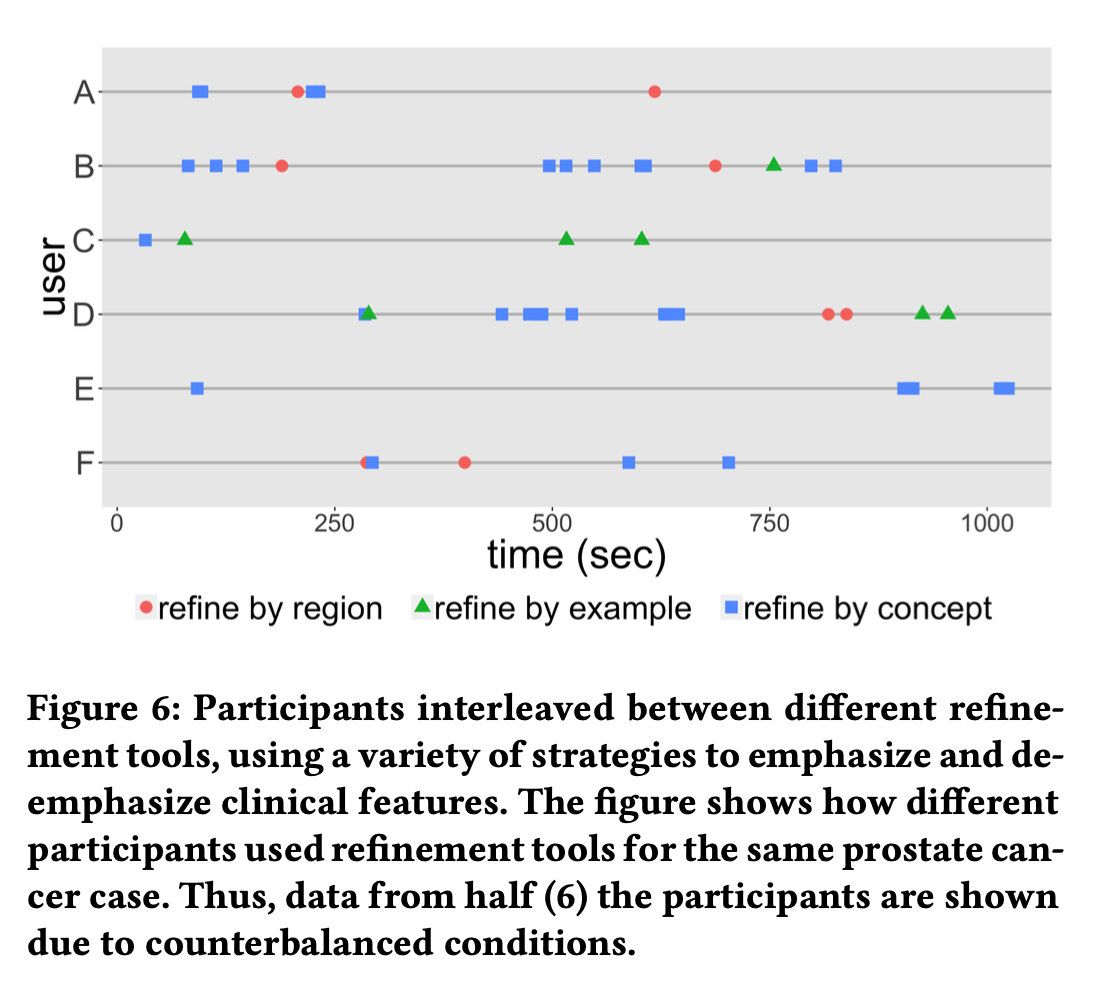 A
B
C
D
E
F
user
0 250 500 750 1000
time (sec)
refine by region refine by example refine by concept
Figure 6: Participants interleaved between different refine-
ment tools, using a variety of strategies to emphasize and de-
emphasize clinical features. The figure shows how different
participants used refinement tools for the same prostate can-
cer case. Thus, data from half (6) the participants are shown
due to counterbalanced conditions.